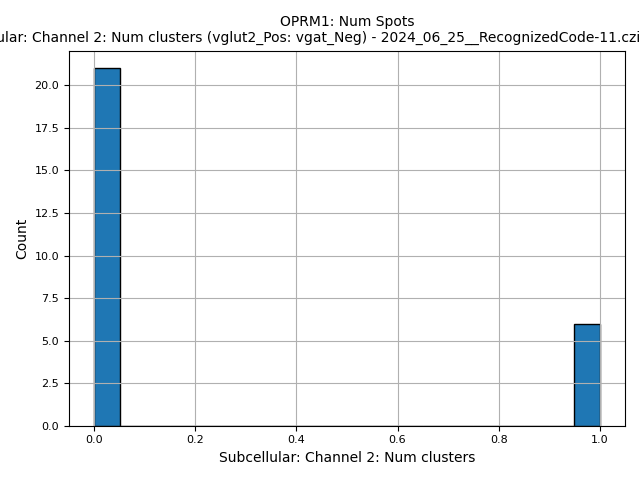 OPRM1: Num Spots
ular: Channel 2: Num clusters (vglut2_Pos: vgat_Neg) - 2024_06_25__RecognizedCode-11.czi
20.0
17.5
15.0
12.5
10.0
7.5
5.0
2.5
0.0
Count
0.0 0.2 0.4 0.6 0.8 1.0
Subcellular: Channel 2: Num clusters